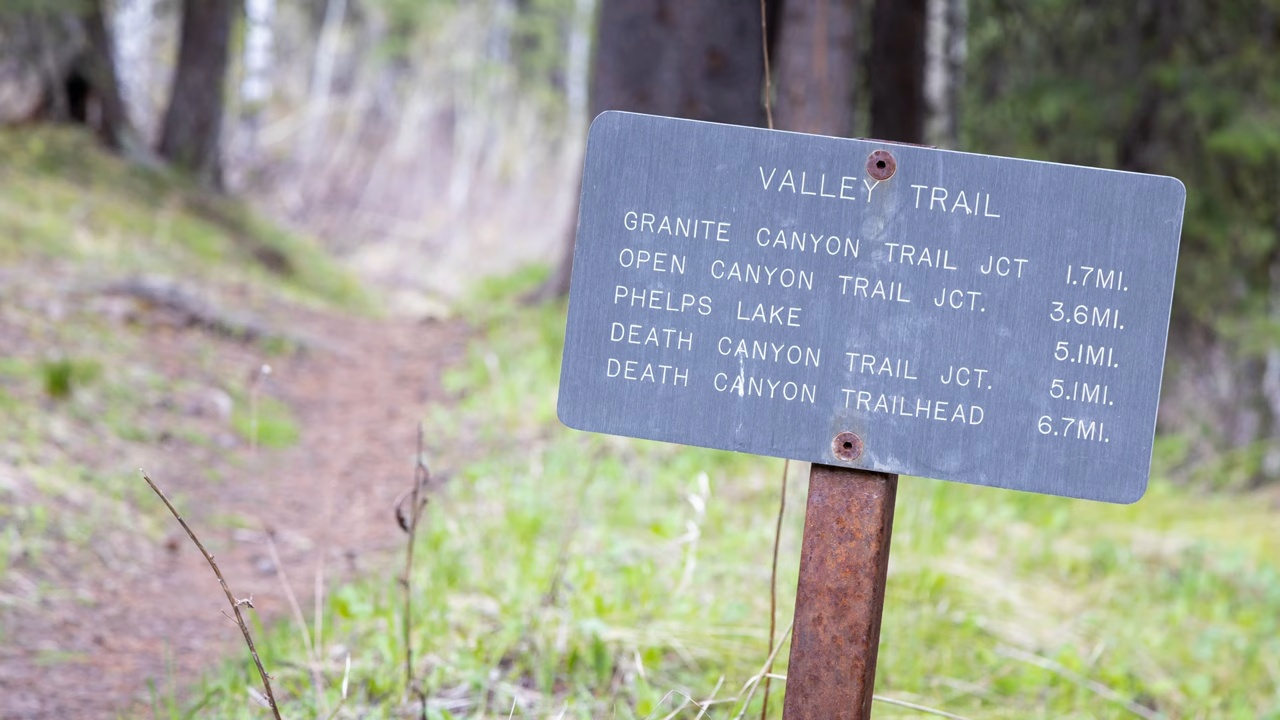 VALLEY TRAIL
GRANITE CANYON TRAIL JCT 1.7MI.
OPEN CANYON TRAIL JCT. 3.6MI.
PHELPS LAKE 5.1MI.
DEATH CANYON TRAIL JCT. 5.1MI.
DEATH CANYON TRAILHEAD 6.7MI.